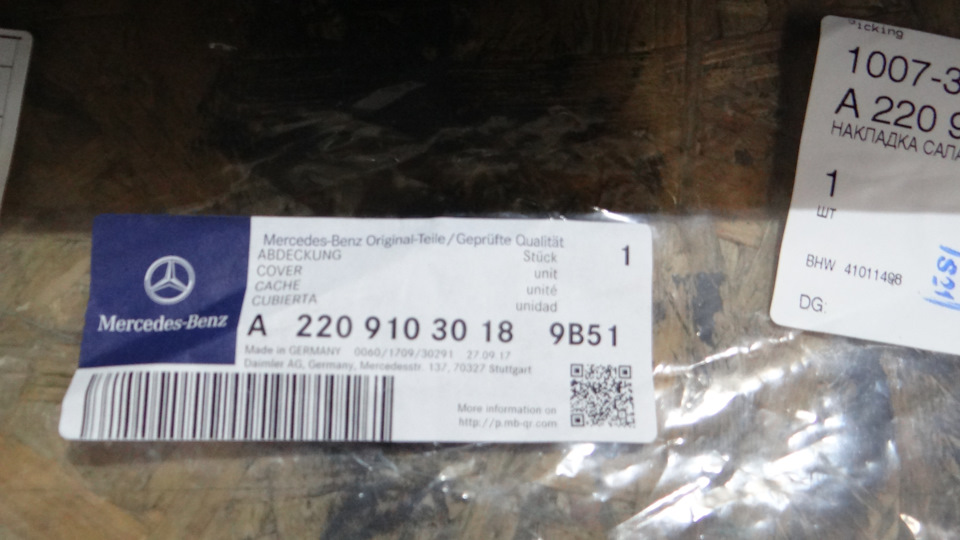 Mercedes-Benz
Mercedes-Benz Original-Teile/Geprüfte Qualität
ABDECKUNG Stück 1
COVER unit
CACHE unité
CUBIERTA unidad
A 220 910 30 18 9B51
Made in GERMANY 0060/1709/30291 27.09.17
Daimler AG, Germany, Mercedesstr. 137, 70327 Stuttgart
More information on
http://p.mb-qr.com
icking
1007-3
A 220 9
НАКЛАДКА САЛ
1
ШТ
BHW 41011498
DG: